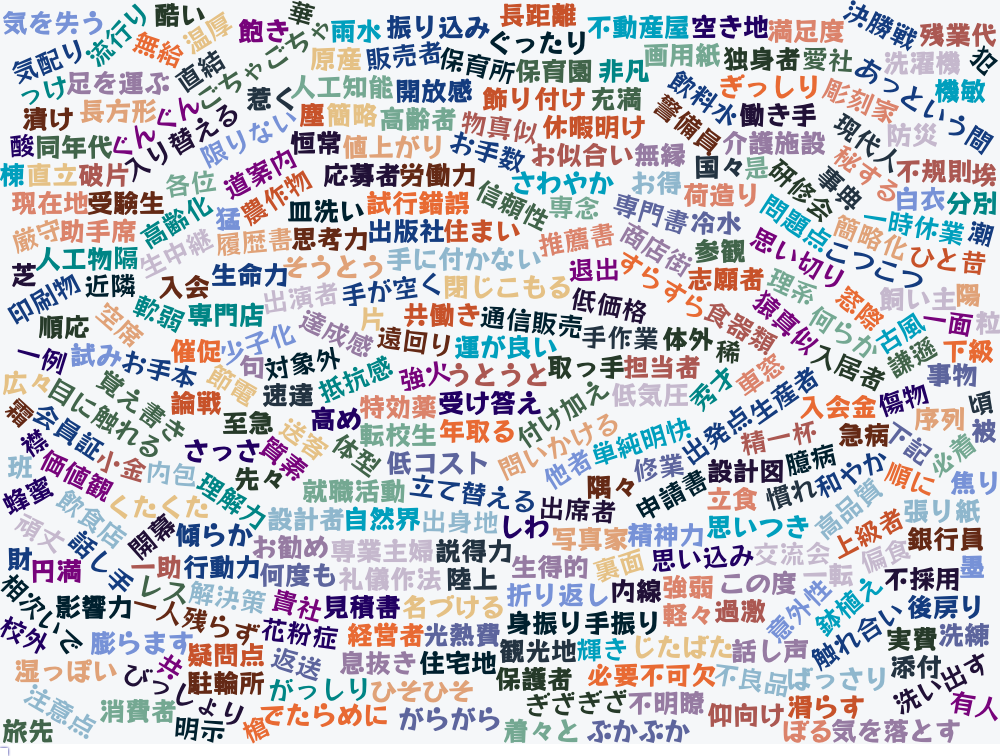 気を失う
気配り
流行り
酷い
無給
温厚
飽き
華やか
ごちゃごちゃ
雨水
振り込み
長距離
ぐったり
不動産屋
空き地
満足度
決勝戦
残業代
犯
つけ
足を運ぶ
直結
原産
販売者
保育所
保育園
非凡
画用紙
独身者
愛社
洗濯機
機敏
あっという間
漬け
長方形
ぐんぐん
惹く
人工知能
開放感
飾り付け
充満
飲料水
ぎっしり
彫刻家
酸
同年代
入り替える
限りない
塵
簡略
高齢者
物真似
休暇明け
警備員
働き手
現代人
防災
恒常
値上がり
お手数
お似合い
無縁
介護施設
秘する
不規則
埃
棟
直立
破片
各位
道案内
応募者
労働力
さわやか
お得
国々
是
研修会
事典
白衣
分別
現在地
受験生
高齢化
猛
農作物
皿洗い
試行錯誤
信頼性
専念
専門書
冷水
荷造り
問題点
簡略化
一時休業
潮
厳守
助手席
生中継
履歴書
思考力
出版社
住まい
推薦書
商店街
参観
思い切り
こつこつ
ひと昔
芝
人工物
隔
近隣
入会
生命力
そうとう
手に付かない
退出
すらすら
志願者
理系
窓際
飼い主
陽
印刷物
軟弱
専門店
出演者
手が空く
閉じこもる
低価格
食器類
猿真似
何らか
古風
一面
粒
順応
空席
片
共働き
通信販売
手作業
体外
稀
謙遜
下級
一例
試み
お手本
催促
少子化
達成感
遠回り
運が良い
取っ手
担当者
入居者
事物
広々
目に触れる
覚え書き
節電
句
対象外
速達
抵抗感
強火
うとうと
低気圧
秀才
車窓
傷物
頃
霜
会員証
論戦
至急
高め
特効薬
受け答え
付け加え
出発点
生産者
入会金
序列
被
襟
価値観
小金
さっさ
質素
送客
体型
転校生
年取る
問いかける
単純明快
精一杯
急病
下記
必着
班
内包
理解力
先々
低コスト
他者
修業
設計図
臆病
焦り
蜂蜜
飲食店
くたくた
就職活動
立て替える
隅々
申請書
立食
慣れ
和やか
順に
頑丈
話し手
開幕
傾らか
設計者
自然界
出身地
しわ
出席者
写真家
精神力
思いつき
高品質
上級者
張り紙
銀行員
財
円満
一助
行動力
お勧め
専業主婦
説得力
生得的
裏面
思い込み
交流会
偏食
相次いで
レス
解決策
何度も
礼儀作法
陸上
折り返し
内線
強弱
この度
一転
不採用
墨
影響力
一人残らず
貴社
見積書
名づける
身振り手振り
軽々
過激
意外性
鉢植え
後戻り
校外
膨らます
花粉症
経営者
光熱費
観光地
輝き
じたばた
話し声
触れ合い
実費
洗練
湿っぽい
共
疑問点
返送
息抜き
住宅地
保護者
必要不可欠
不良品
ばっさり
添付
洗い出す
注意点
消費者
びっしょり
駐輪所
がっしり
ひそひそ
ぎざぎざ
不明瞭
仰向け
滑らす
有人
旅先
明示
槍
でたらめに
がらがら
着々と
ぶかぶか
ぼる
気を落とす